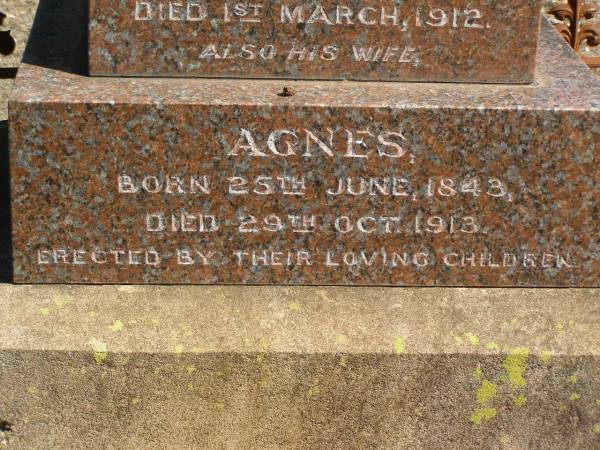 DIED 1ST MARCH, 1912.
ALSO HIS WIFE,
AGNES,
BORN 25TH JUNE, 1843,
DIED 29TH OCT. 1913.
ERECTED BY THEIR LOVING CHILDREN.